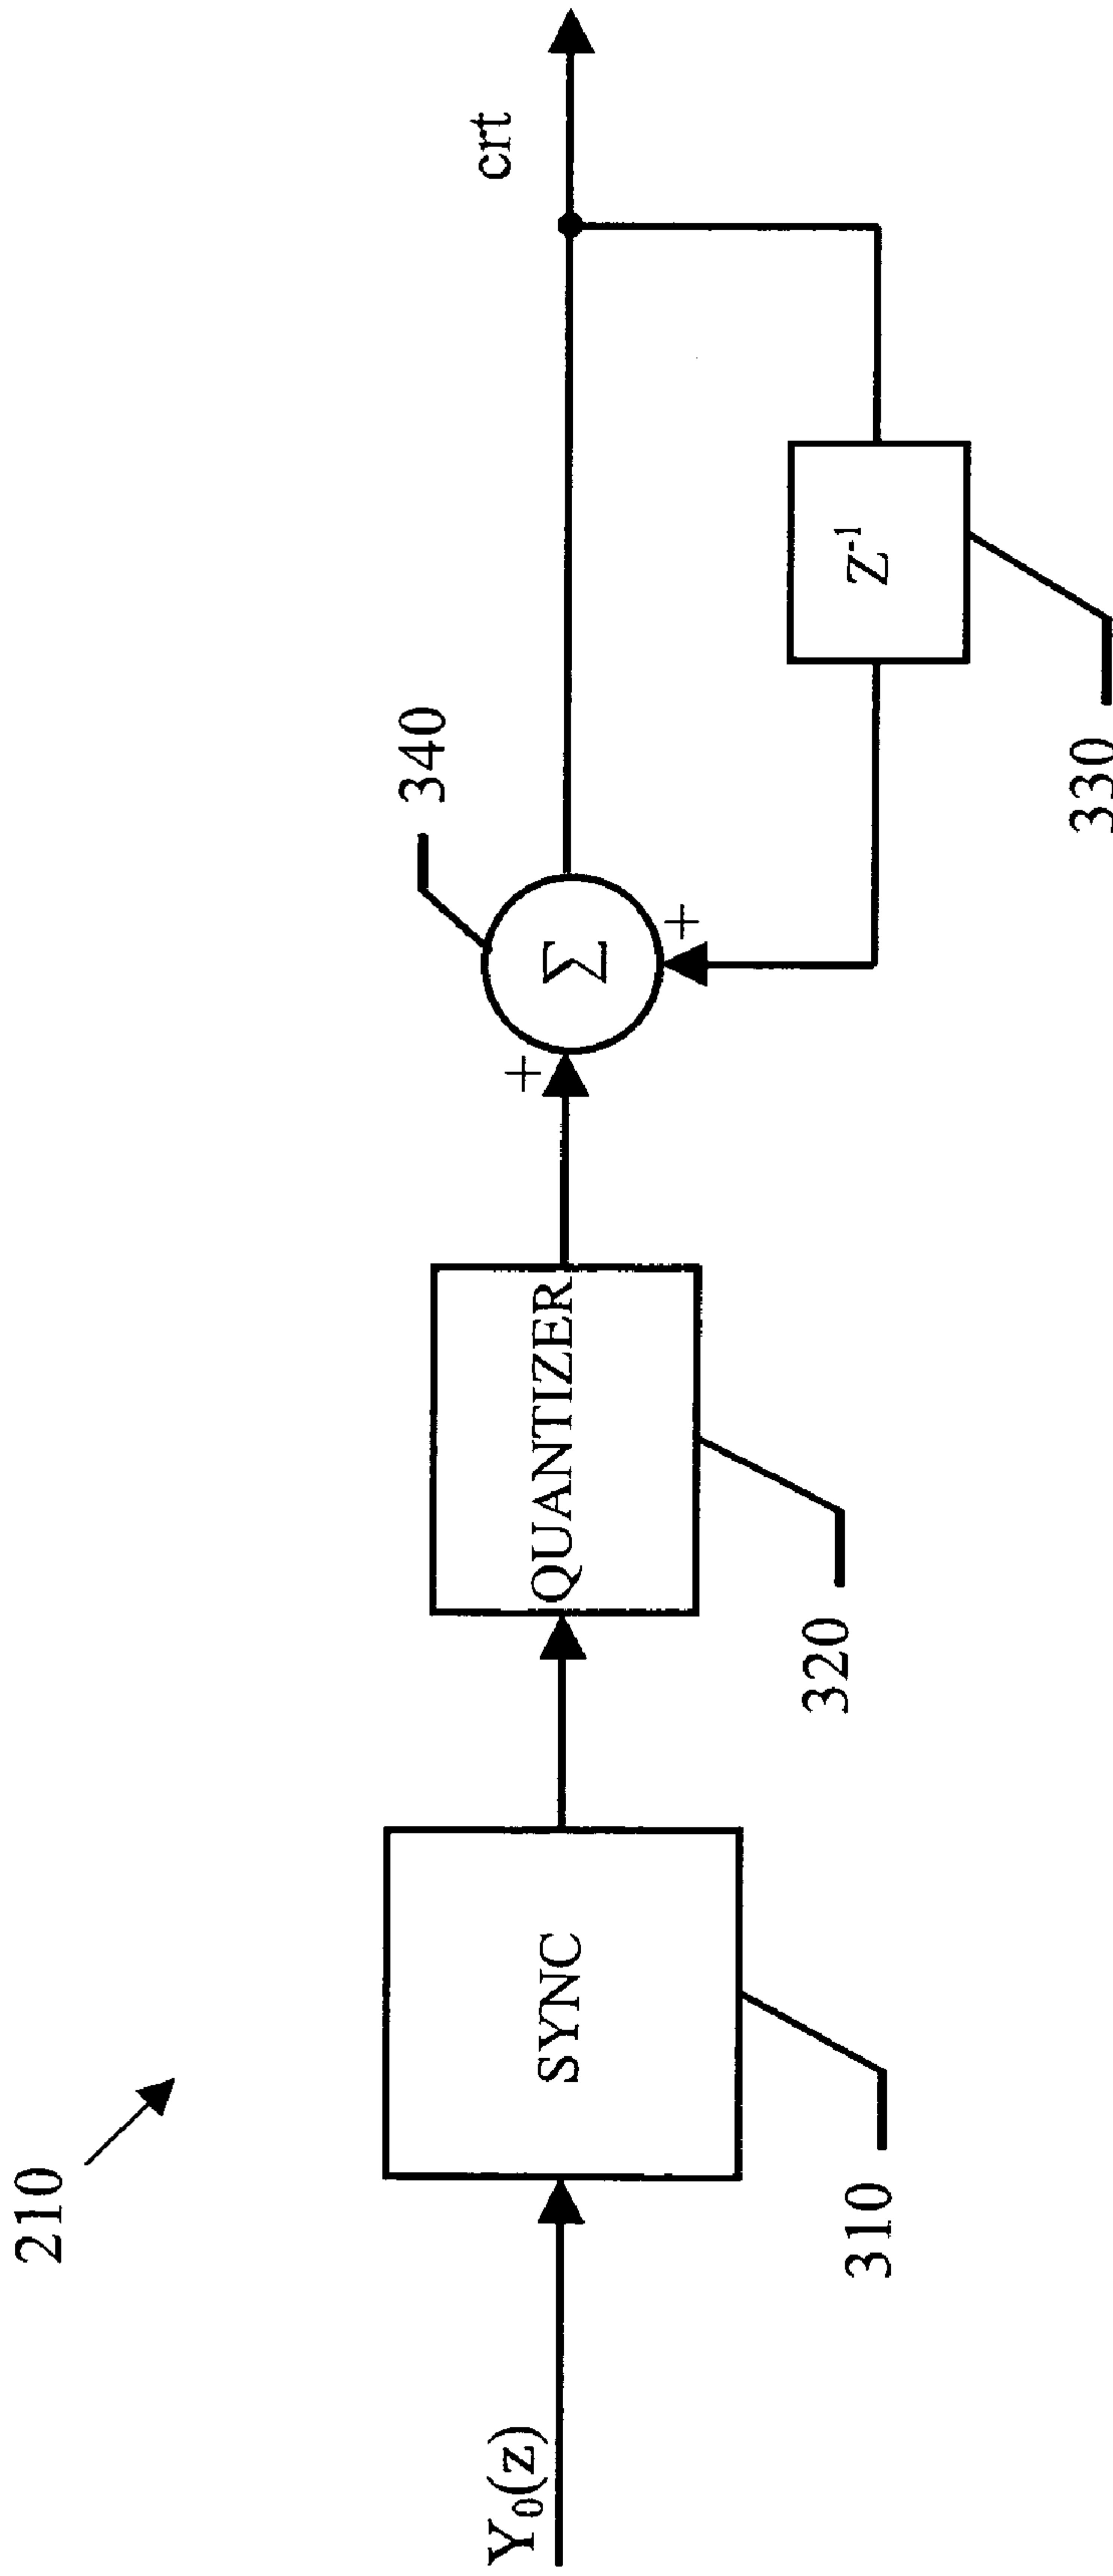 210
Y₀(z)
SYNC
310
QUANTIZER
320
+
Σ
+
340
Z⁻¹
330
crt